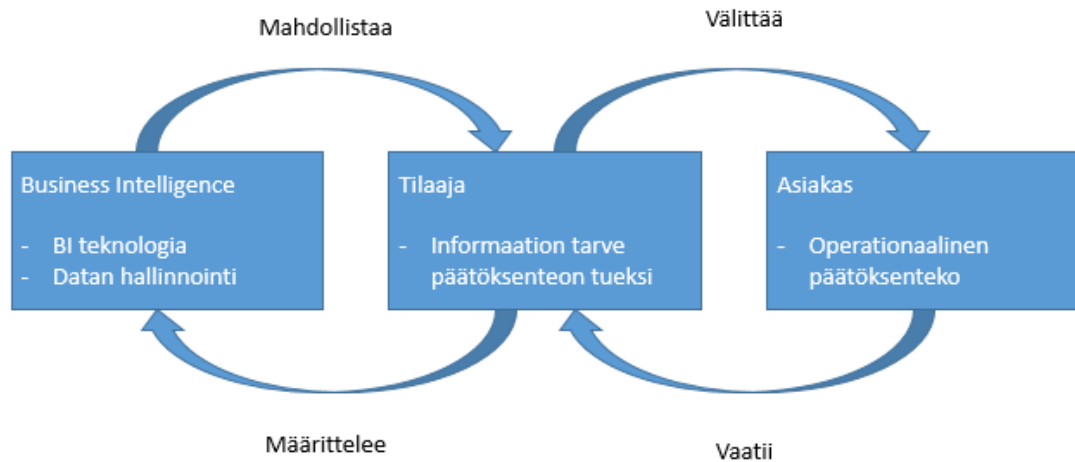 Mahdollistaa
Välittää
Business Intelligence
- BI teknologia
- Datan hallinnointi
Tilaaja
- Informaation tarve
päätöksenteon tueksi
Asiakas
- Operationaalinen
päätöksenteko
Määrittelee
Vaatii